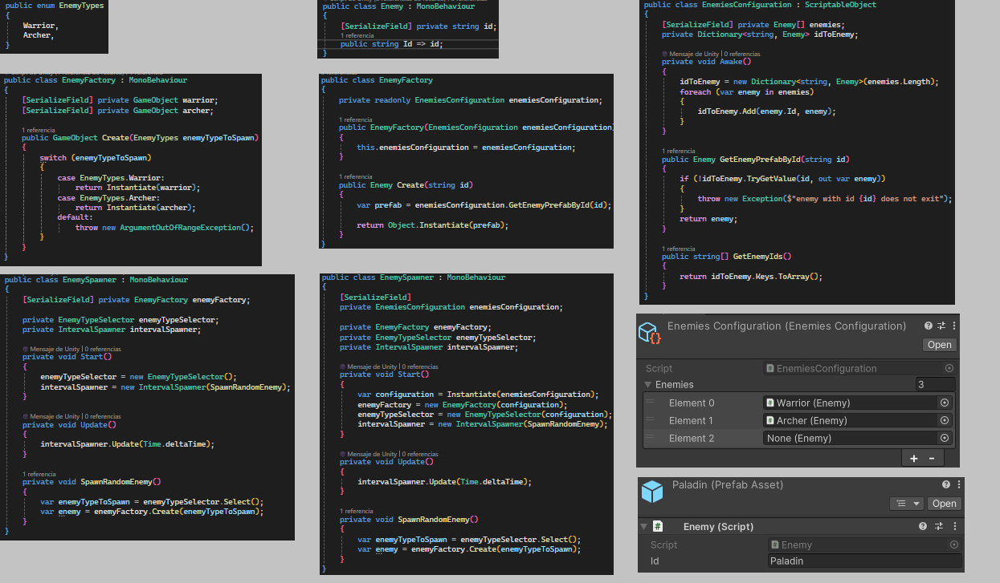 public enum EnemyTypes
{
Warrior,
Archer,
}
public class EnemyFactory : MonoBehaviour
{
[SerializeField] private GameObject warrior;
[SerializeField] private GameObject archer;
1 referencia
public GameObject Create(EnemyTypes enemyTypeToSpawn)
{
switch (enemyTypeToSpawn)
{
case EnemyTypes.Warrior:
return Instantiate(warrior);
case EnemyTypes.Archer:
return Instantiate(archer);
default:
throw new ArgumentOutOfRangeException();
}
}
}
public class EnemySpawner : MonoBehaviour
{
[SerializeField] private EnemyFactory enemyFactory;
private EnemyTypeSelector enemyTypeSelector;
private IntervalSpawner intervalSpawner;
Mensaje de Unity | 0 referencias
private void Start()
{
enemyTypeSelector = new EnemyTypeSelector();
intervalSpawner = new IntervalSpawner(SpawnRandomEnemy);
}
Mensaje de Unity | 0 referencias
private void Update()
{
intervalSpawner.Update(Time.deltaTime);
}
1 referencia
private void SpawnRandomEnemy()
{
var enemyTypeToSpawn = enemyTypeSelector.Select();
var enemy = enemyFactory.Create(enemyTypeToSpawn);
}
}
public class Enemy : MonoBehaviour
{
[SerializeField] private string id;
1 referencia
public string Id => id;
}
public class EnemyFactory
{
private readonly EnemiesConfiguration enemiesConfiguration;
1 referencia
public EnemyFactory(EnemiesConfiguration enemiesConfiguration)
{
this.enemiesConfiguration = enemiesConfiguration;
}
1 referencia
public Enemy Create(string id)
{
var prefab = enemiesConfiguration.GetEnemyPrefabById(id);
return Object.Instantiate(prefab);
}
}
public class EnemySpawner : MonoBehaviour
{
[SerializeField]
private EnemiesConfiguration enemiesConfiguration;
private EnemyFactory enemyFactory;
private EnemyTypeSelector enemyTypeSelector;
private IntervalSpawner intervalSpawner;
Mensaje de Unity | 0 referencias
private void Start()
{
var configuration = Instantiate(enemiesConfiguration);
enemyFactory = new EnemyFactory(configuration);
enemyTypeSelector = new EnemyTypeSelector(configuration);
intervalSpawner = new IntervalSpawner(SpawnRandomEnemy);
}
Mensaje de Unity | 0 referencias
private void Update()
{
intervalSpawner.Update(Time.deltaTime);
}
1 referencia
private void SpawnRandomEnemy()
{
var enemyTypeToSpawn = enemyTypeSelector.Select();
var enemy = enemyFactory.Create(enemyTypeToSpawn);
}
}
public class EnemiesConfiguration : ScriptableObject
{
[SerializeField] private Enemy[] enemies;
private Dictionary<string, Enemy> idToEnemy;
Mensaje de Unity | 0 referencias
private void Awake()
{
idToEnemy = new Dictionary<string, Enemy>(enemies.Length);
foreach (var enemy in enemies)
{
idToEnemy.Add(enemy.Id, enemy);
}
}
1 referencia
public Enemy GetEnemyPrefabById(string id)
{
if (!idToEnemy.TryGetValue(id, out var enemy))
{
throw new Exception($"enemy with id {id} does not exit");
}
return enemy;
}
1 referencia
public string[] GetEnemyIds()
{
return idToEnemy.Keys.ToArray();
}
}
Enemies Configuration (Enemies Configuration)
Open
Script EnemiesConfiguration
Enemies 3
Element 0 Warrior (Enemy)
Element 1 Archer (Enemy)
Element 2 None (Enemy)
+ -
Paladin (Prefab Asset)
Open
# Enemy (Script)
Script Enemy
Id Paladin